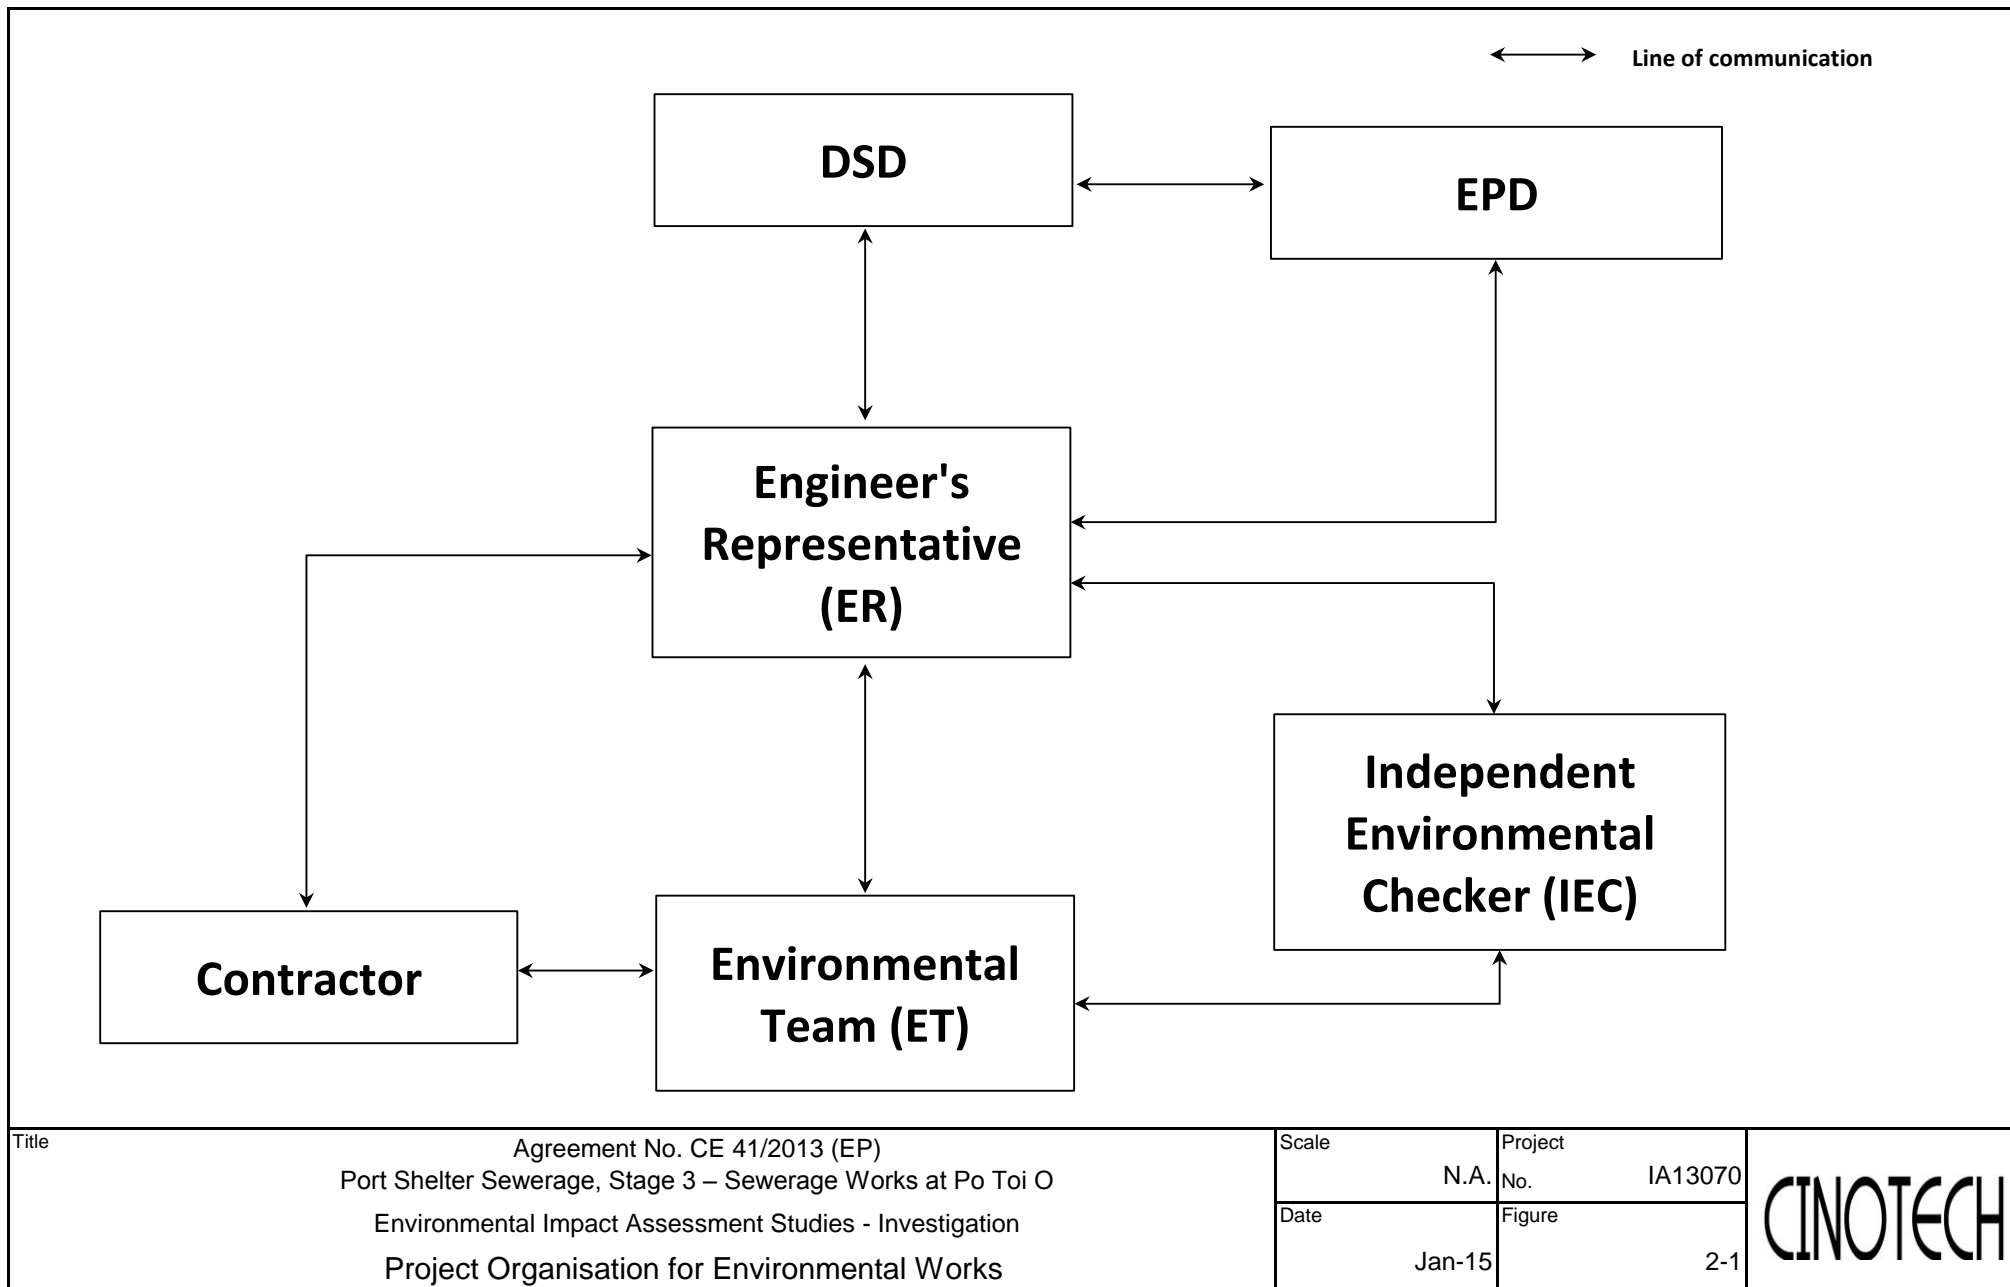 Line of communication
DSD
EPD
Engineer's
Representative
(ER)
Independent
Environmental
Checker (IEC)
Contractor
Environmental
Team (ET)
Title
Agreement No. CE 41/2013 (EP)
Port Shelter Sewerage, Stage 3 – Sewerage Works at Po Toi O
Environmental Impact Assessment Studies - Investigation
Project Organisation for Environmental Works
Scale
N.A.
Project
No. IA13070
Date
Jan-15
Figure
2-1
CINOTECH